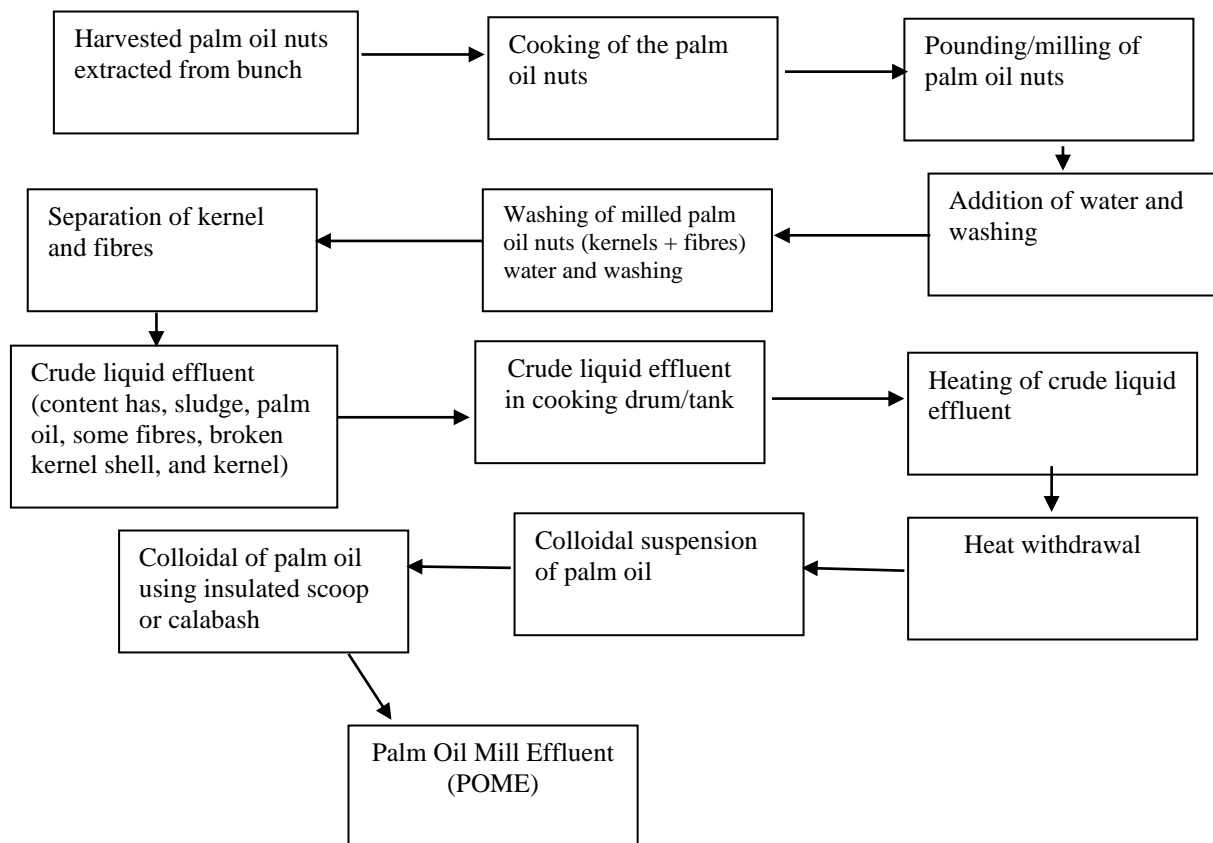 Harvested palm oil nuts
extracted from bunch
Cooking of the palm
oil nuts
Pounding/milling of
palm oil nuts
Addition of water and
washing
Washing of milled palm
oil nuts (kernels + fibres)
water and washing
Separation of kernel
and fibres
Crude liquid effluent
(content has, sludge, palm
oil, some fibres, broken
kernel shell, and kernel)
Crude liquid effluent
in cooking drum/tank
Heating of crude liquid
effluent
Heat withdrawal
Colloidal suspension
of palm oil
Colloidal of palm oil
using insulated scoop
or calabash
Palm Oil Mill Effluent
(POME)